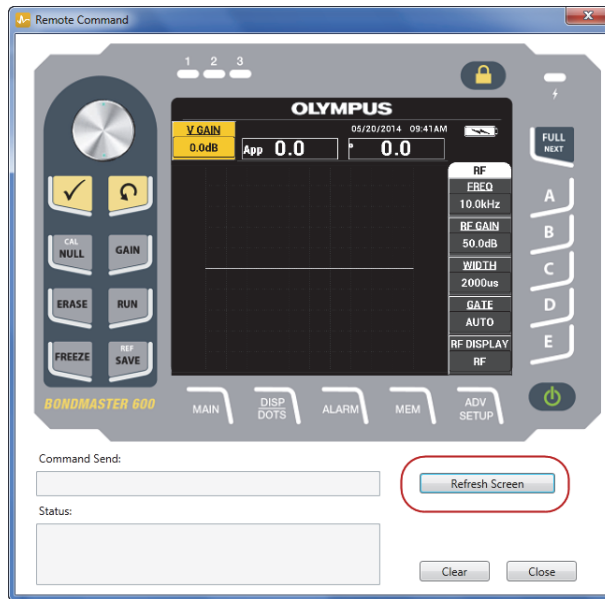 Remote Command
1 2 3
OLYMPUS
V GAIN
0.0dB
05/20/2014 09:41AM
App 0.0
° 0.0
FULL
NEXT
RF
FREQ
10.0kHz
RF GAIN
50.0dB
WIDTH
2000us
GATE
AUTO
RF DISPLAY
RF
A
B
C
D
E
CAL
NULL
GAIN
ERASE
RUN
FREEZE
REF
SAVE
BONDMASTER 600
MAIN
DISP
DOTS
ALARM
MEM
ADV
SETUP
Command Send:
Refresh Screen
Status:
Clear
Close